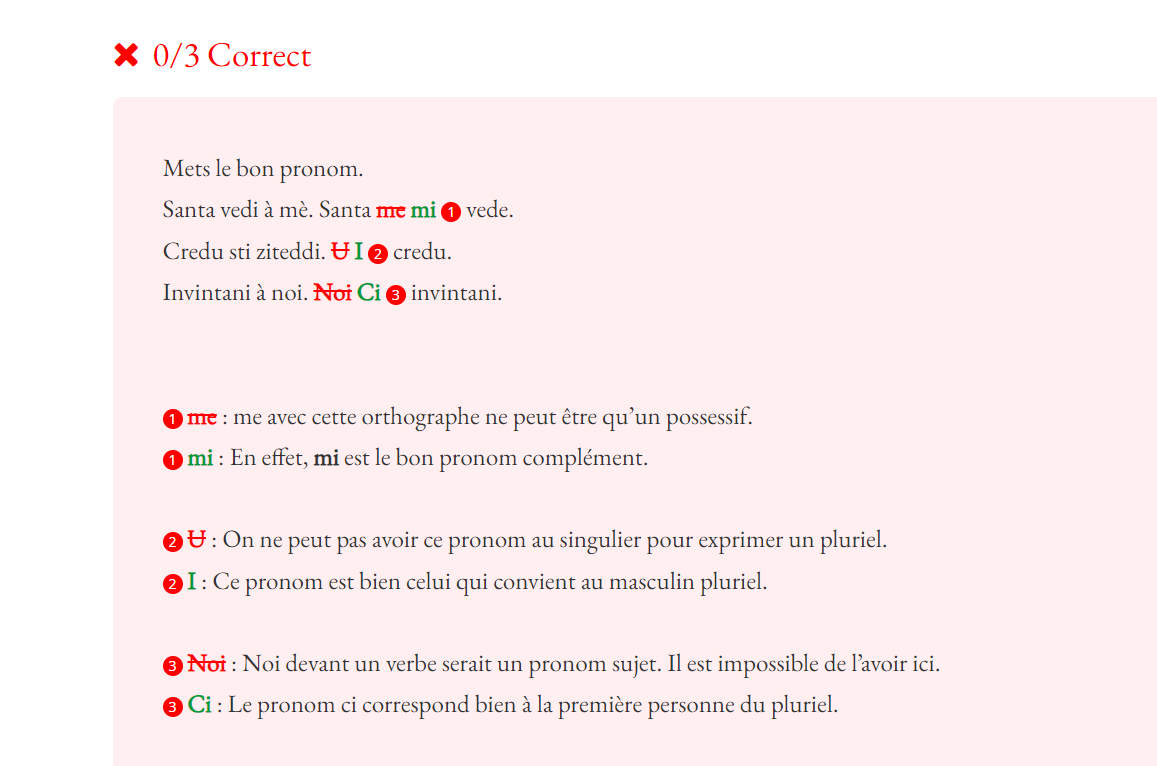 ✖ 0/3 Correct
Mets le bon pronom.
Santa vedi à mè. Santa me mi 1 vede.
Credu sti ziteddi. U I 2 credu.
Invintani à noi. Noi Ci 3 invintani.
1 me : me avec cette orthographe ne peut être qu’un possessif.
1 mi : En effet, mi est le bon pronom complément.
2 U : On ne peut pas avoir ce pronom au singulier pour exprimer un pluriel.
2 I : Ce pronom est bien celui qui convient au masculin pluriel.
3 Noi : Noi devant un verbe serait un pronom sujet. Il est impossible de l’avoir ici.
3 Ci : Le pronom ci correspond bien à la première personne du pluriel.